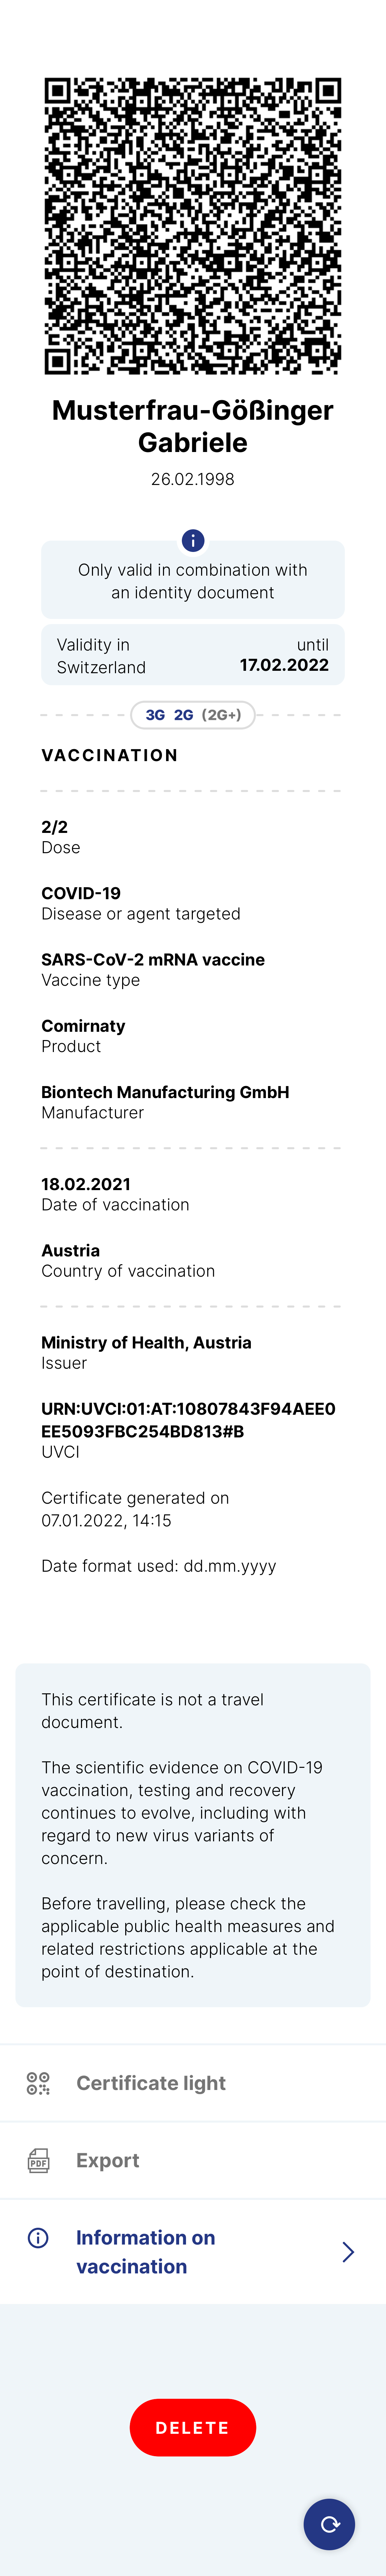 Musterfrau-Gößinger
Gabriele
26.02.1998
i
Only valid in combination with
an identity document
Validity in
Switzerland
until
17.02.2022
3G 2G (2G+)
VACCINATION
2/2
Dose
COVID-19
Disease or agent targeted
SARS-CoV-2 mRNA vaccine
Vaccine type
Comirnaty
Product
Biontech Manufacturing GmbH
Manufacturer
18.02.2021
Date of vaccination
Austria
Country of vaccination
Ministry of Health, Austria
Issuer
URN:UVCI:01:AT:10807843F94AEE0
EE5093FBC254BD813#B
UVCI
Certificate generated on
07.01.2022, 14:15
Date format used: dd.mm.yyyy
This certificate is not a travel
document.
The scientific evidence on COVID-19
vaccination, testing and recovery
continues to evolve, including with
regard to new virus variants of
concern.
Before travelling, please check the
applicable public health measures and
related restrictions applicable at the
point of destination.
Certificate light
PDF
Export
i
Information on
vaccination
DELETE